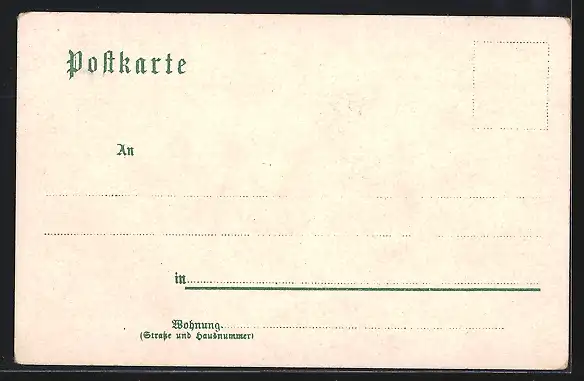 Postkarte
An
in
Wohnung
(Straße und Hausnummer)